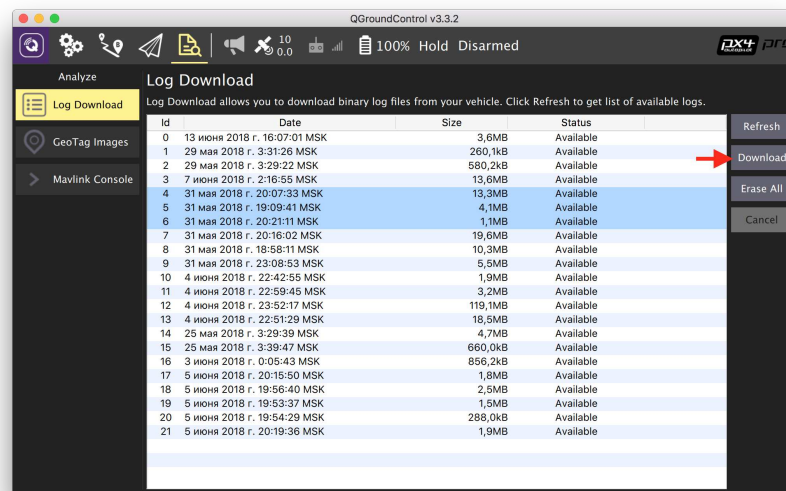 QGroundControl v3.3.2
10
0.0
100% Hold Disarmed
px4 pro
autopilot
Analyze
Log Download
GeoTag Images
Mavlink Console
Log Download
Log Download allows you to download binary log files from your vehicle. Click Refresh to get list of available logs.
Id Date Size Status
0 13 июня 2018 г. 16:07:01 MSK 3,6MB Available
1 29 мая 2018 г. 3:31:26 MSK 260,1kB Available
2 29 мая 2018 г. 3:29:22 MSK 580,2kB Available
3 7 июня 2018 г. 2:16:55 MSK 13,6MB Available
4 31 мая 2018 г. 20:07:33 MSK 13,3MB Available
5 31 мая 2018 г. 19:09:41 MSK 4,1MB Available
6 31 мая 2018 г. 20:21:11 MSK 1,1MB Available
7 31 мая 2018 г. 20:16:02 MSK 19,6MB Available
8 31 мая 2018 г. 18:58:11 MSK 10,3MB Available
9 31 мая 2018 г. 23:08:53 MSK 5,5MB Available
10 4 июня 2018 г. 22:42:55 MSK 1,9MB Available
11 4 июня 2018 г. 22:59:45 MSK 3,2MB Available
12 4 июня 2018 г. 23:52:17 MSK 119,1MB Available
13 4 июня 2018 г. 22:51:29 MSK 18,5MB Available
14 25 мая 2018 г. 3:29:39 MSK 4,7MB Available
15 25 мая 2018 г. 3:39:47 MSK 660,0kB Available
16 3 июня 2018 г. 0:05:43 MSK 856,2kB Available
17 5 июня 2018 г. 20:15:50 MSK 1,8MB Available
18 5 июня 2018 г. 19:56:40 MSK 2,5MB Available
19 5 июня 2018 г. 19:53:37 MSK 1,5MB Available
20 5 июня 2018 г. 19:54:29 MSK 288,0kB Available
21 5 июня 2018 г. 20:19:36 MSK 1,9MB Available
Refresh
Download
Erase All
Cancel